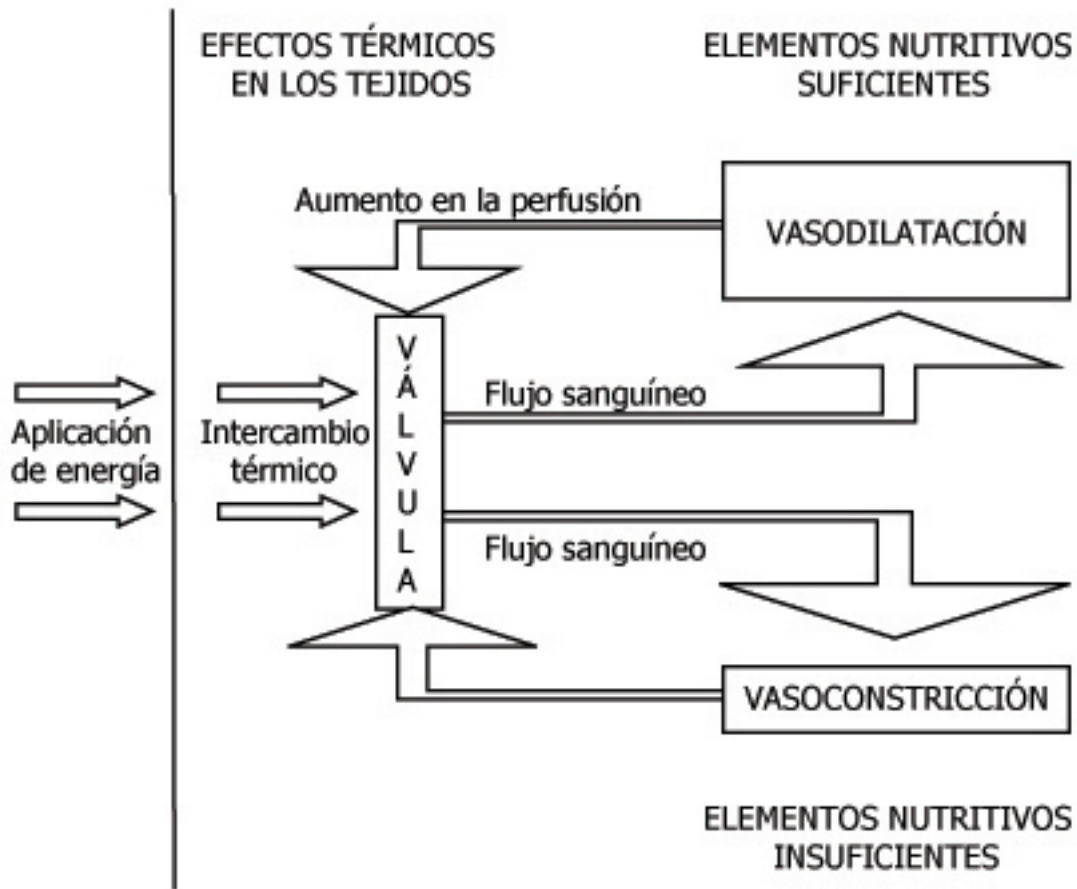 EFECTOS TÉRMICOS
EN LOS TEJIDOS
ELEMENTOS NUTRITIVOS
SUFICIENTES
Aumento en la perfusión
VASODILATACIÓN
VÁLVULA
Flujo sanguíneo
Aplicación
de energía
Intercambio
térmico
Flujo sanguíneo
VASOCONSTRICCIÓN
ELEMENTOS NUTRITIVOS
INSUFICIENTES